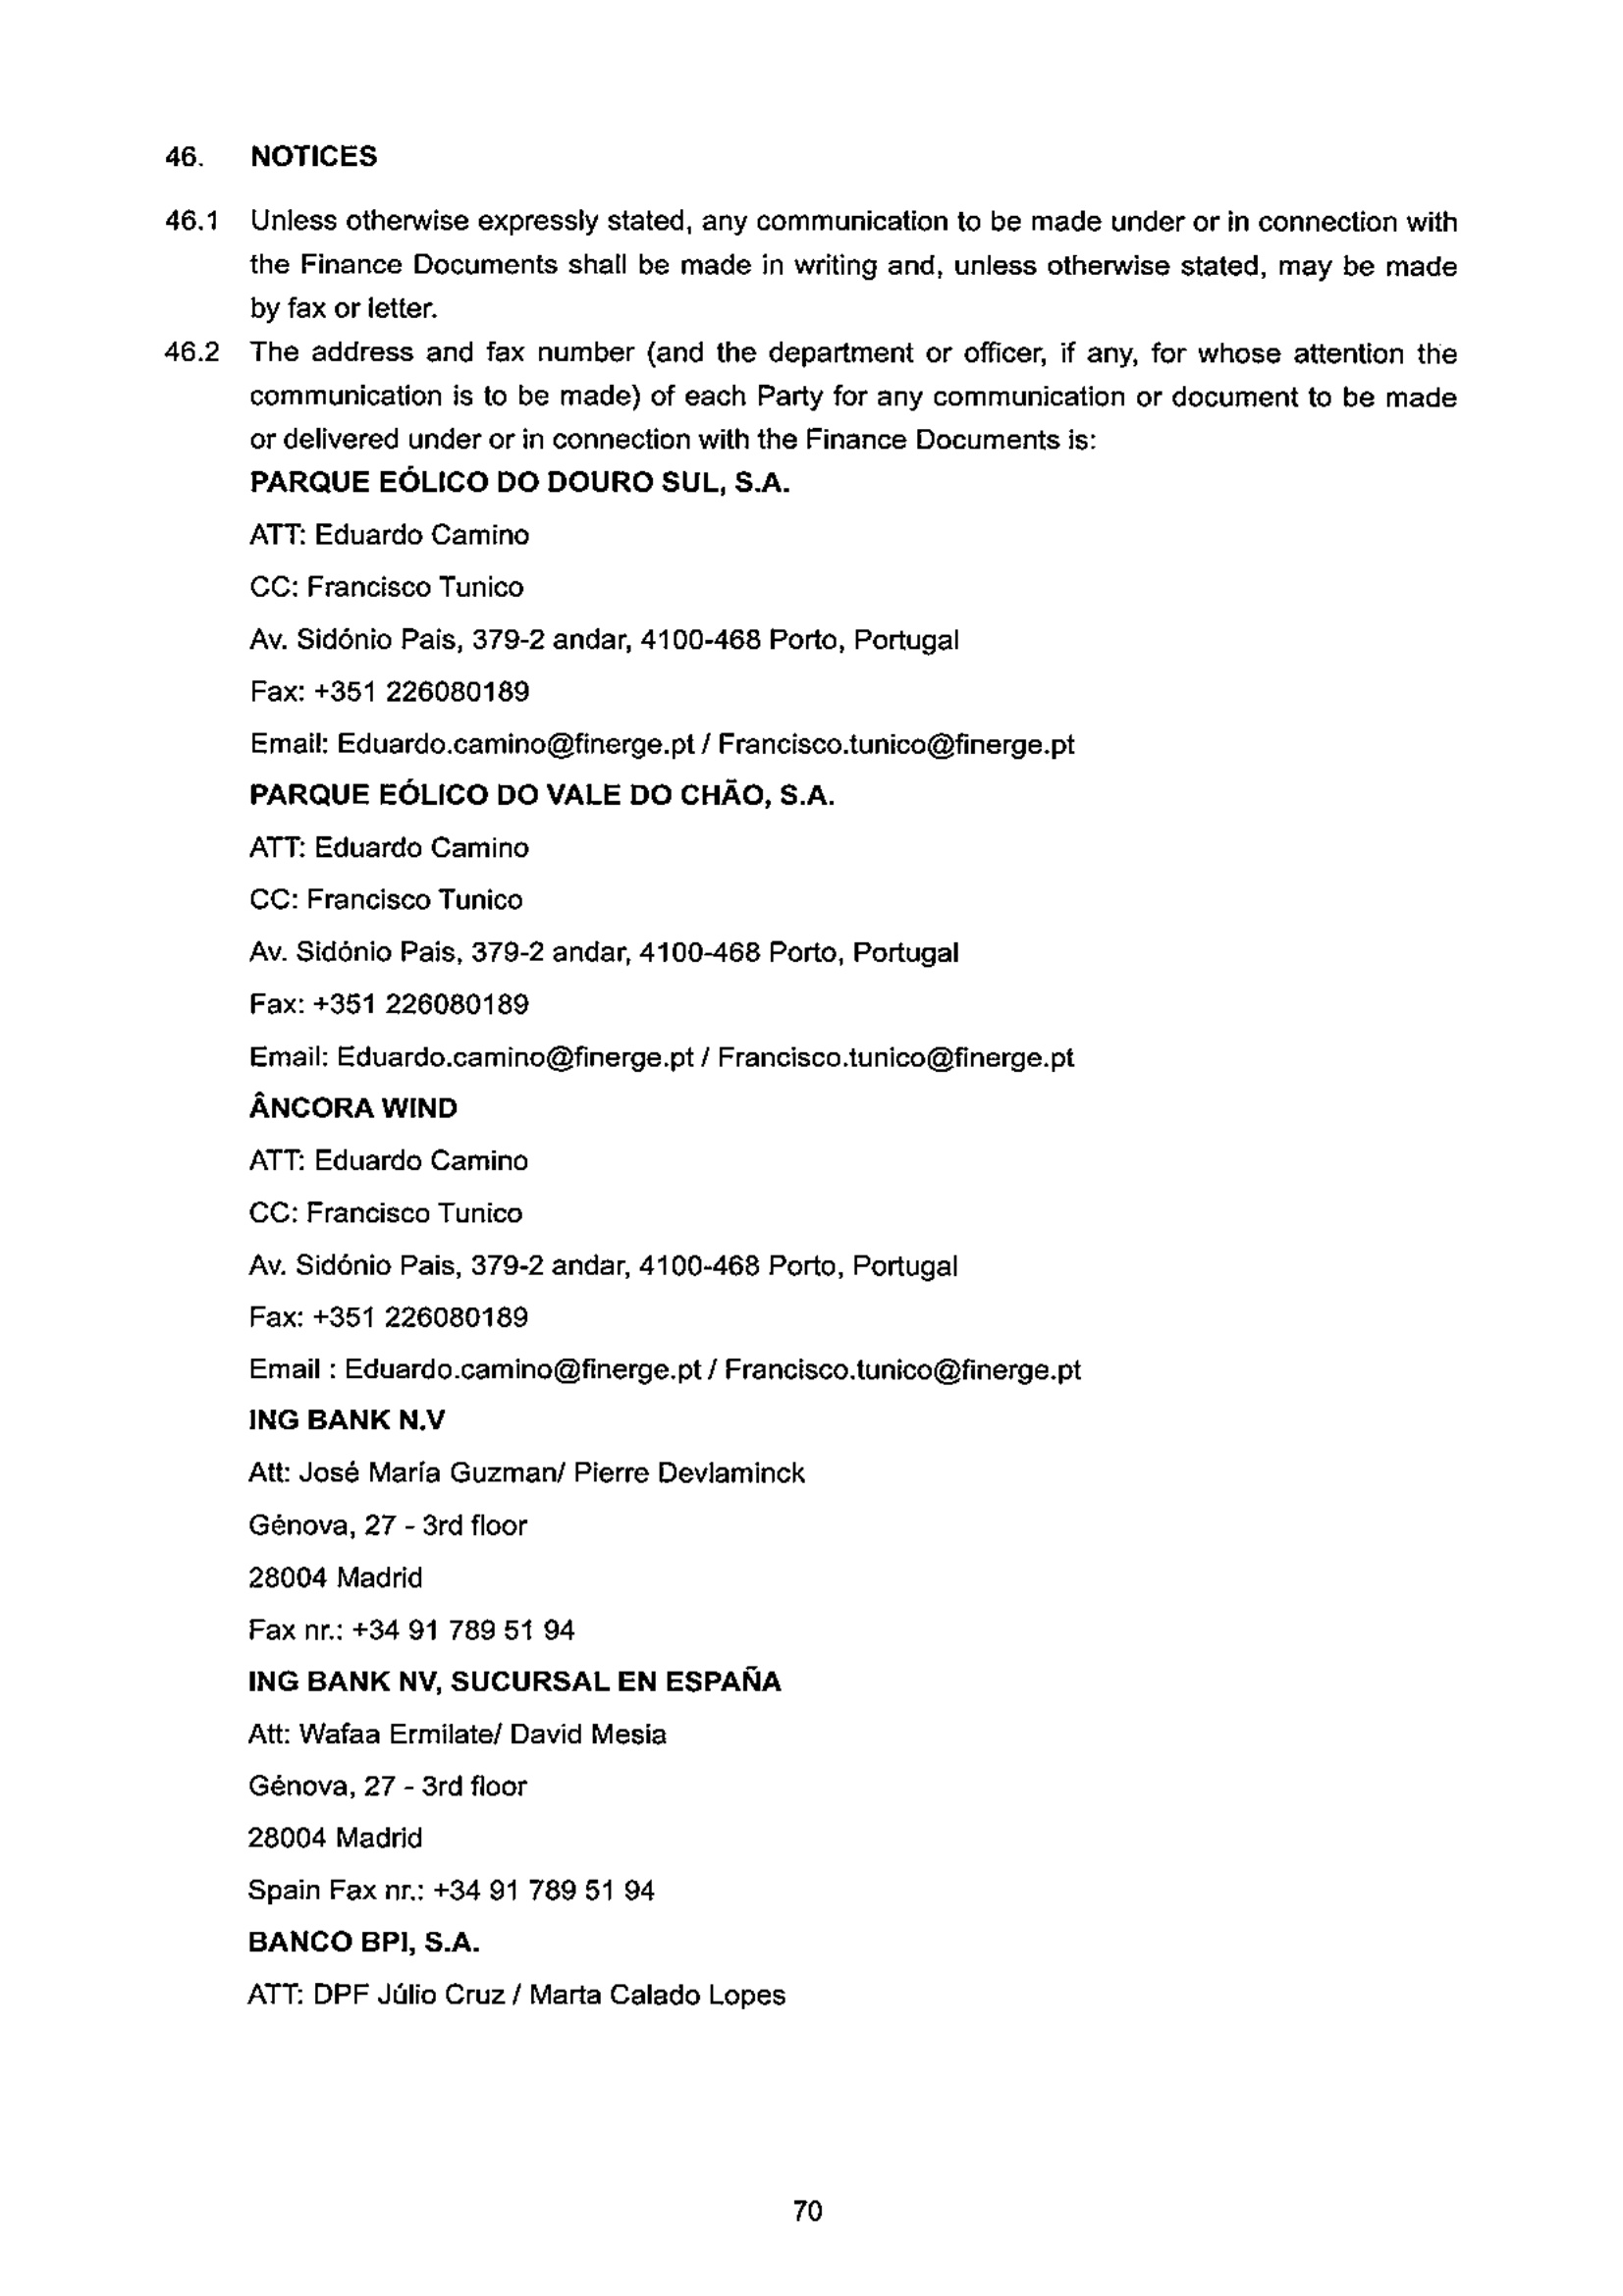 46. NOTICES
46.1 Unless otherwise expressly stated, any communication to be made under or in connection with
the Finance Documents shall be made in writing and, unless otherwise stated, may be made
by fax or letter.
46.2 The address and fax number (and the department or officer, if any, for whose attention the
communication is to be made) of each Party for any communication or document to be made
or delivered under or in connection with the Finance Documents is:
PARQUE EÓLICO DO DOURO SUL, S.A.
ATT: Eduardo Camino
CC: Francisco Tunico
Av. Sidónio Pais, 379-2 andar, 4100-468 Porto, Portugal
Fax: +351 226080189
Email: Eduardo.camino@finerge.pt / Francisco.tunico@finerge.pt
PARQUE EÓLICO DO VALE DO CHÃO, S.A.
ATT: Eduardo Camino
CC: Francisco Tunico
Av. Sidónio Pais, 379-2 andar, 4100-468 Porto, Portugal
Fax: +351 226080189
Email: Eduardo.camino@finerge.pt / Francisco.tunico@finerge.pt
ÂNCORA WIND
ATT: Eduardo Camino
CC: Francisco Tunico
Av. Sidónio Pais, 379-2 andar, 4100-468 Porto, Portugal
Fax: +351 226080189
Email : Eduardo.camino@finerge.pt / Francisco.tunico@finerge.pt
ING BANK N.V
Att: José María Guzman/ Pierre Devlaminck
Génova, 27 - 3rd floor
28004 Madrid
Fax nr.: +34 91 789 51 94
ING BANK NV, SUCURSAL EN ESPAÑA
Att: Wafaa Ermilate/ David Mesia
Génova, 27 - 3rd floor
28004 Madrid
Spain Fax nr.: +34 91 789 51 94
BANCO BPI, S.A.
ATT: DPF Júlio Cruz / Marta Calado Lopes
70